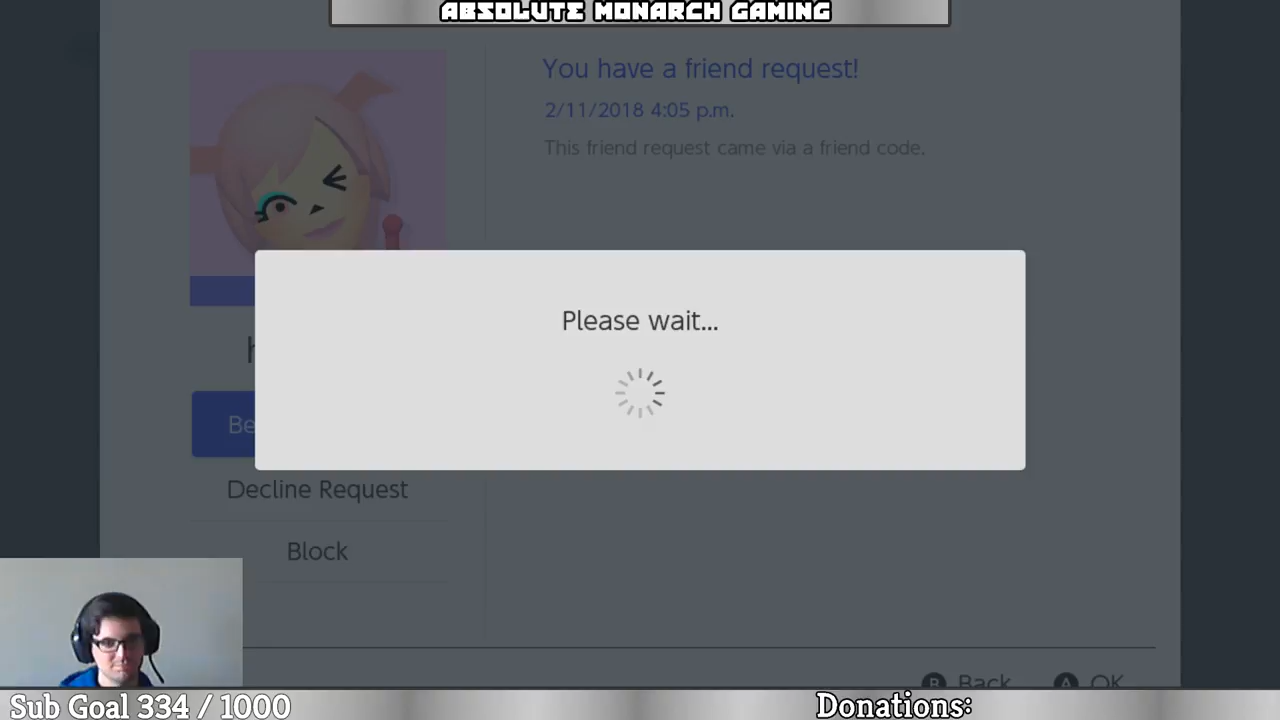 ABSOLUTE MONARCH GAMING
You have a friend request!
2/11/2018 4:05 p.m.
This friend request came via a friend code.
Please wait...
Be
Decline Request
Block
Back
OK
Sub Goal 334 / 1000
Donations: